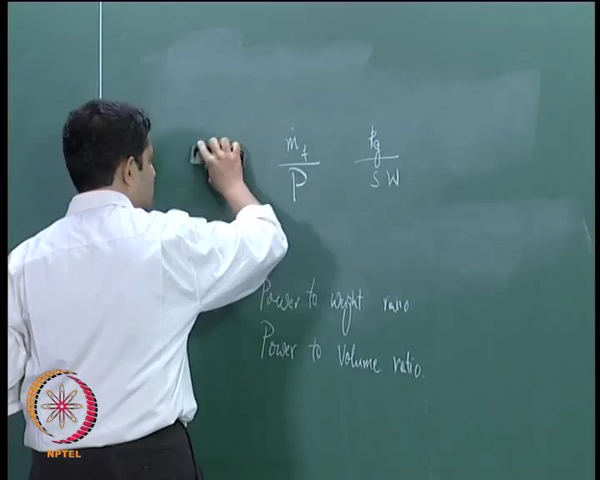 ṁf / P kg / s W
Power to weight ratio
Power to Volume ratio.
NPTEL